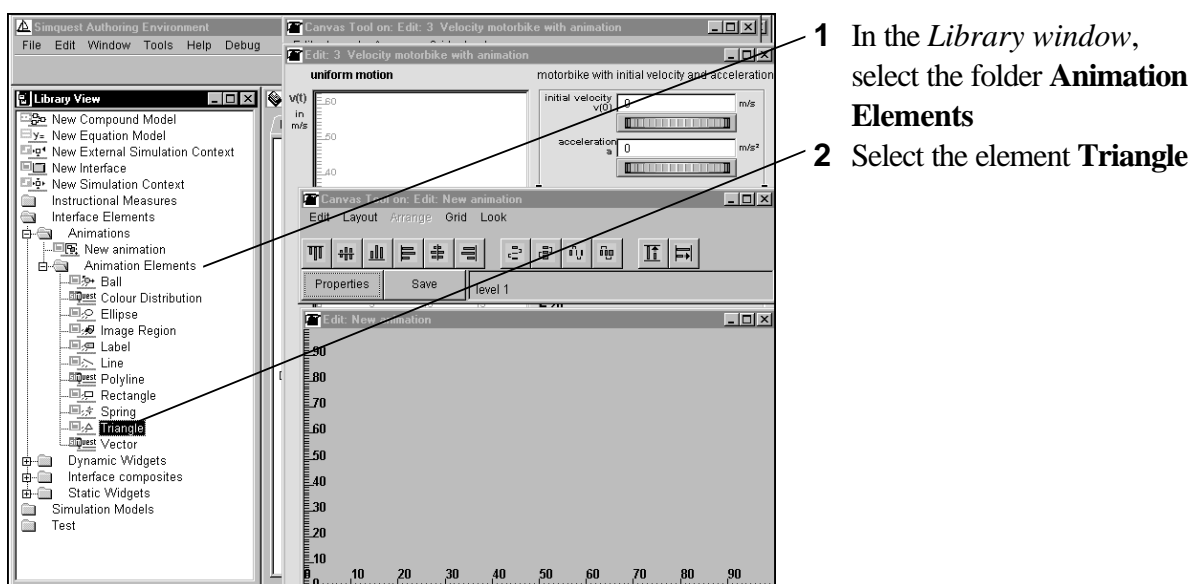 Simquest Authoring Environment
File Edit Window Tools Help Debug
Library View
New Compound Model
New Equation Model
New External Simulation Context
New Interface
New Simulation Context
Instructional Measures
Interface Elements
Animations
New animation
Animation Elements
Ball
Colour Distribution
Ellipse
Image Region
Label
Line
Polyline
Rectangle
Spring
Triangle
Vector
Dynamic Widgets
Interface composites
Static Widgets
Simulation Models
Test
Canvas Tool on: Edit: 3 Velocity motorbike with animation
Edit: 3 Velocity motorbike with animation
uniform motion
motorbike with initial velocity and acceleration
v(t)
in
m/s
60
50
40
initial velocity
v(0)
0
m/s
acceleration
a
0
m/s²
Canvas Tool on: Edit: New animation
Edit Layout Arrange Grid Look
Properties
Save
level 1
Edit: New animation
90
80
70
60
50
40
30
20
10
0
10 20 30 40 50 60 70 80 90
1 In the Library window,
select the folder Animation
Elements
2 Select the element Triangle